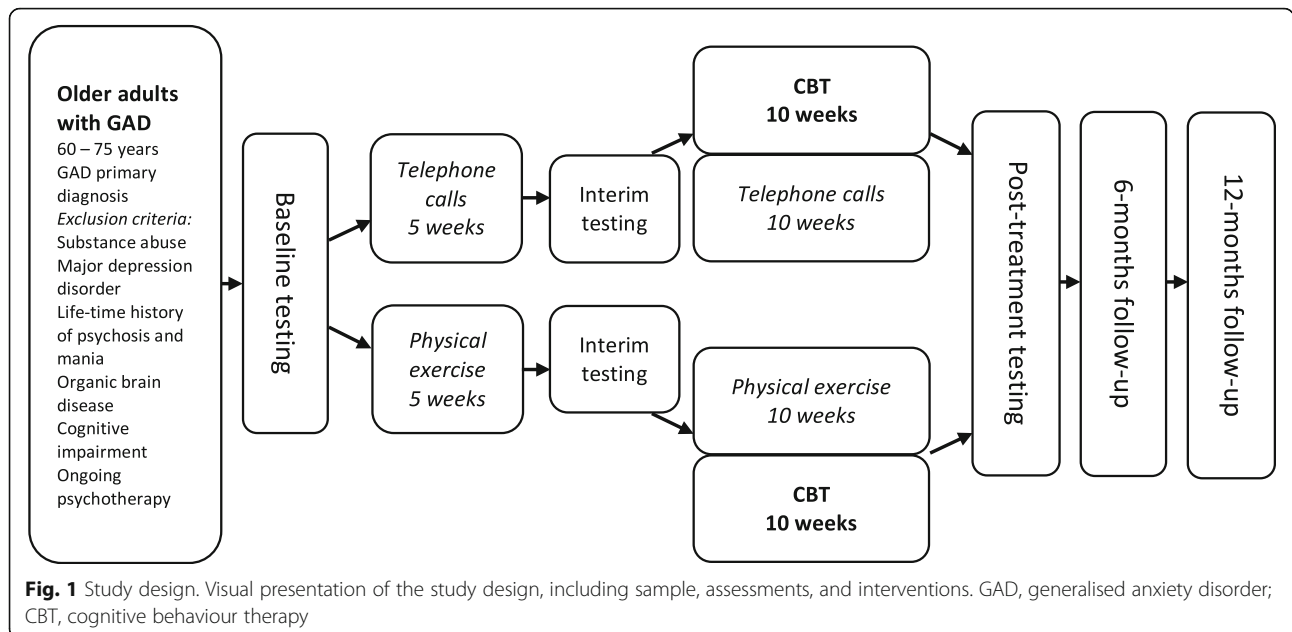 Older adults
with GAD
60 – 75 years
GAD primary
diagnosis
Exclusion criteria:
Substance abuse
Major depression
disorder
Life-time history
of psychosis and
mania
Organic brain
disease
Cognitive
impairment
Ongoing
psychotherapy
Baseline testing
Telephone
calls
5 weeks
Interim
testing
CBT
10 weeks
Telephone calls
10 weeks
Physical
exercise
5 weeks
Interim
testing
Physical exercise
10 weeks
CBT
10 weeks
Post-treatment testing
6-months follow-up
12-months follow-up
Fig. 1 Study design. Visual presentation of the study design, including sample, assessments, and interventions. GAD, generalised anxiety disorder;
CBT, cognitive behaviour therapy